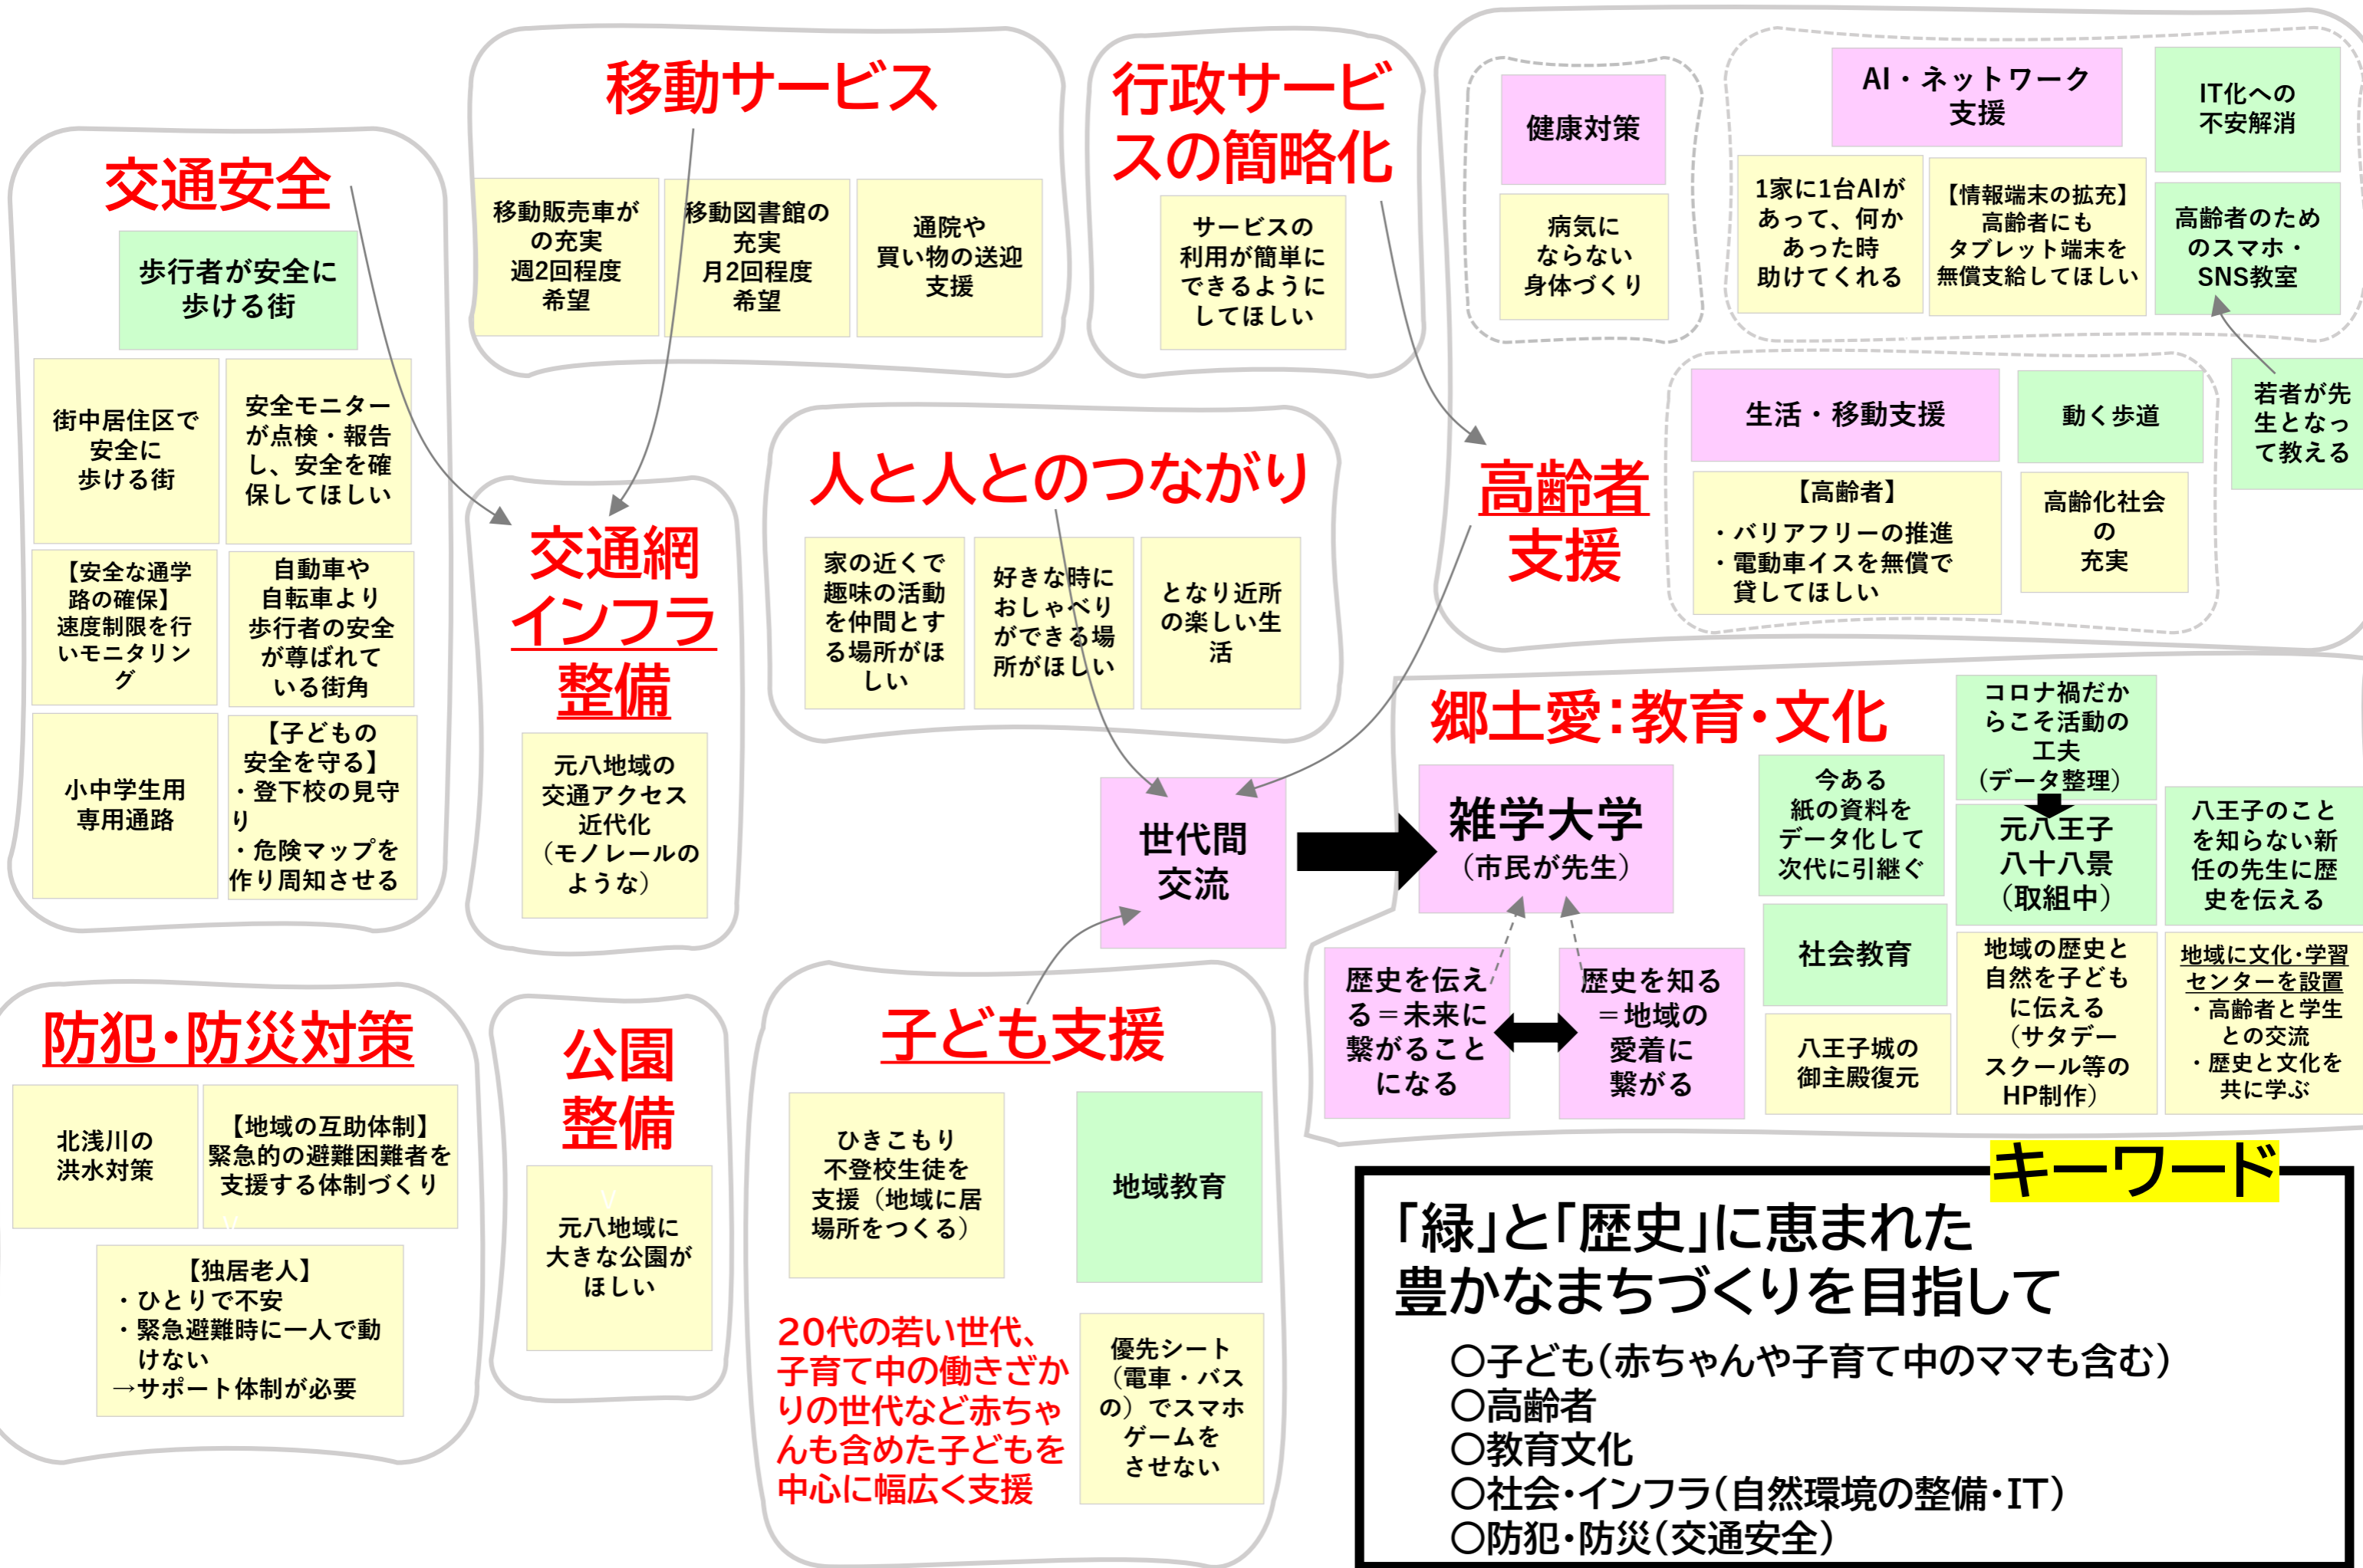 移動サービス
移動販売車が
の充実
週2回程度
希望
移動図書館の
充実
月2回程度
希望
通院や
買い物の送迎
支援
行政サービ
スの簡略化
サービスの
利用が簡単に
できるように
してほしい
健康対策
病気に
ならない
身体づくり
AI・ネットワーク
支援
IT化への
不安解消
1家に1台AIが
あって、何か
あった時
助けてくれる
【情報端末の拡充】
高齢者にも
タブレット端末を
無償支給してほしい
高齢者のため
のスマホ・
SNS教室
若者が先
生となっ
て教える
生活・移動支援
動く歩道
【高齢者】
・バリアフリーの推進
・電動車イスを無償で
貸してほしい
高齢化社会
の
充実
高齢者
支援
交通安全
歩行者が安全に
歩ける街
街中居住区で
安全に
歩ける街
安全モニター
が点検・報告
し、安全を確
保してほしい
【安全な通学
路の確保】
速度制限を行
いモニタリン
グ
自動車や
自転車より
歩行者の安全
が尊ばれて
いる街角
小中学生用
専用通路
【子どもの
安全を守る】
・登下校の見守
り
・危険マップを
作り周知させる
交通網
インフラ
整備
元八地域の
交通アクセス
近代化
（モノレールの
ような）
人と人とのつながり
家の近くで
趣味の活動
を仲間とす
る場所がほ
しい
好きな時に
おしゃべり
ができる場
所がほしい
となり近所
の楽しい生
活
世代間
交流
郷土愛：教育・文化
雑学大学
（市民が先生）
歴史を伝え
る＝未来に
繋がること
になる
歴史を知る
＝地域の
愛着に
繋がる
今ある
紙の資料を
データ化して
次代に引継ぐ
コロナ禍だか
らこそ活動の
工夫
（データ整理）
元八王子
八十八景
（取組中）
八王子のこと
を知らない新
任の先生に歴
史を伝える
社会教育
八王子城の
御主殿復元
地域の歴史と
自然を子ども
に伝える
（サタデー
スクール等の
HP制作）
地域に文化・学習
センターを設置
・高齢者と学生
との交流
・歴史と文化を
共に学ぶ
防犯・防災対策
北浅川の
洪水対策
【地域の互助体制】
緊急的の避難困難者を
支援する体制づくり
【独居老人】
・ひとりで不安
・緊急避難時に一人で動
けない
→サポート体制が必要
公園
整備
元八地域に
大きな公園が
ほしい
子ども支援
ひきこもり
不登校生徒を
支援（地域に居
場所をつくる）
地域教育
20代の若い世代、
子育て中の働きざか
りの世代など赤ちゃ
んも含めた子どもを
中心に幅広く支援
優先シート
（電車・バス
の）でスマホ
ゲームを
させない
キーワード
「緑」と「歴史」に恵まれた
豊かなまちづくりを目指して
○子ども（赤ちゃんや子育て中のママも含む）
○高齢者
○教育文化
○社会・インフラ（自然環境の整備・IT）
○防犯・防災（交通安全）